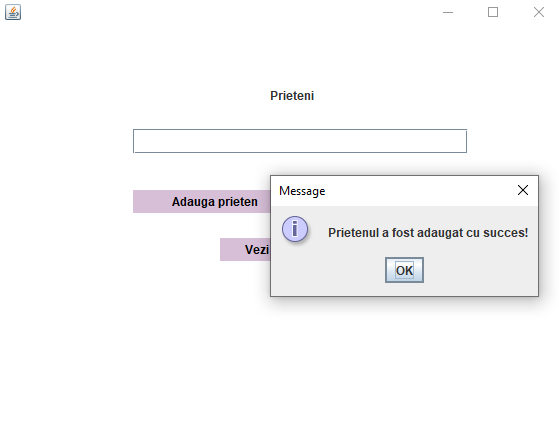 Prieteni
Adauga prieten
Vezi
Message
Prietenul a fost adaugat cu succes!
OK